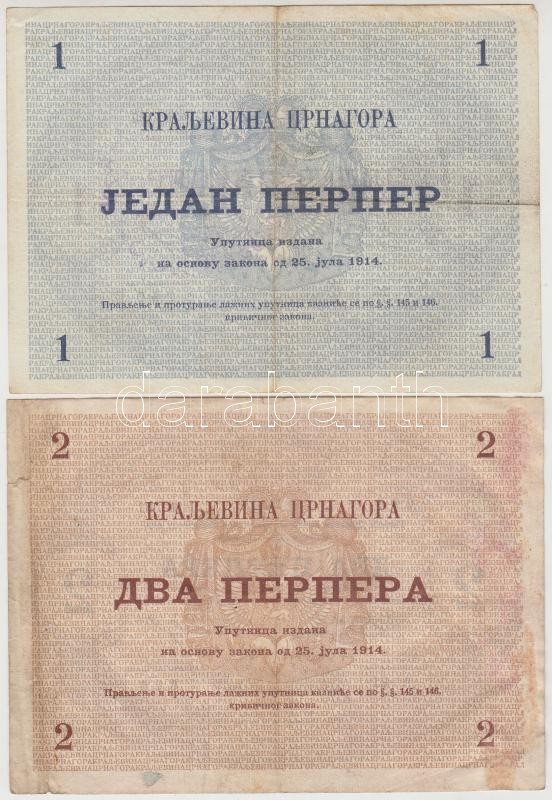 1 1
КРАЉЕВИНА ЦРНАГОРА
ЈЕДАН ПЕРПЕР
Упутница издана
на основу закона од 25. јула 1914.
Прављење и протурање лажних упутница казниће се по §. §. 145 и 146.
кривичног закона.
1 1
darabanth
2 2
КРАЉЕВИНА ЦРНАГОРА
ДВА ПЕРПЕРА
Упутница издана
на основу закона од 25. јула 1914.
Прављење и протурање лажних упутница казниће се по §. §. 145 и 146.
кривичног закона.
2 2